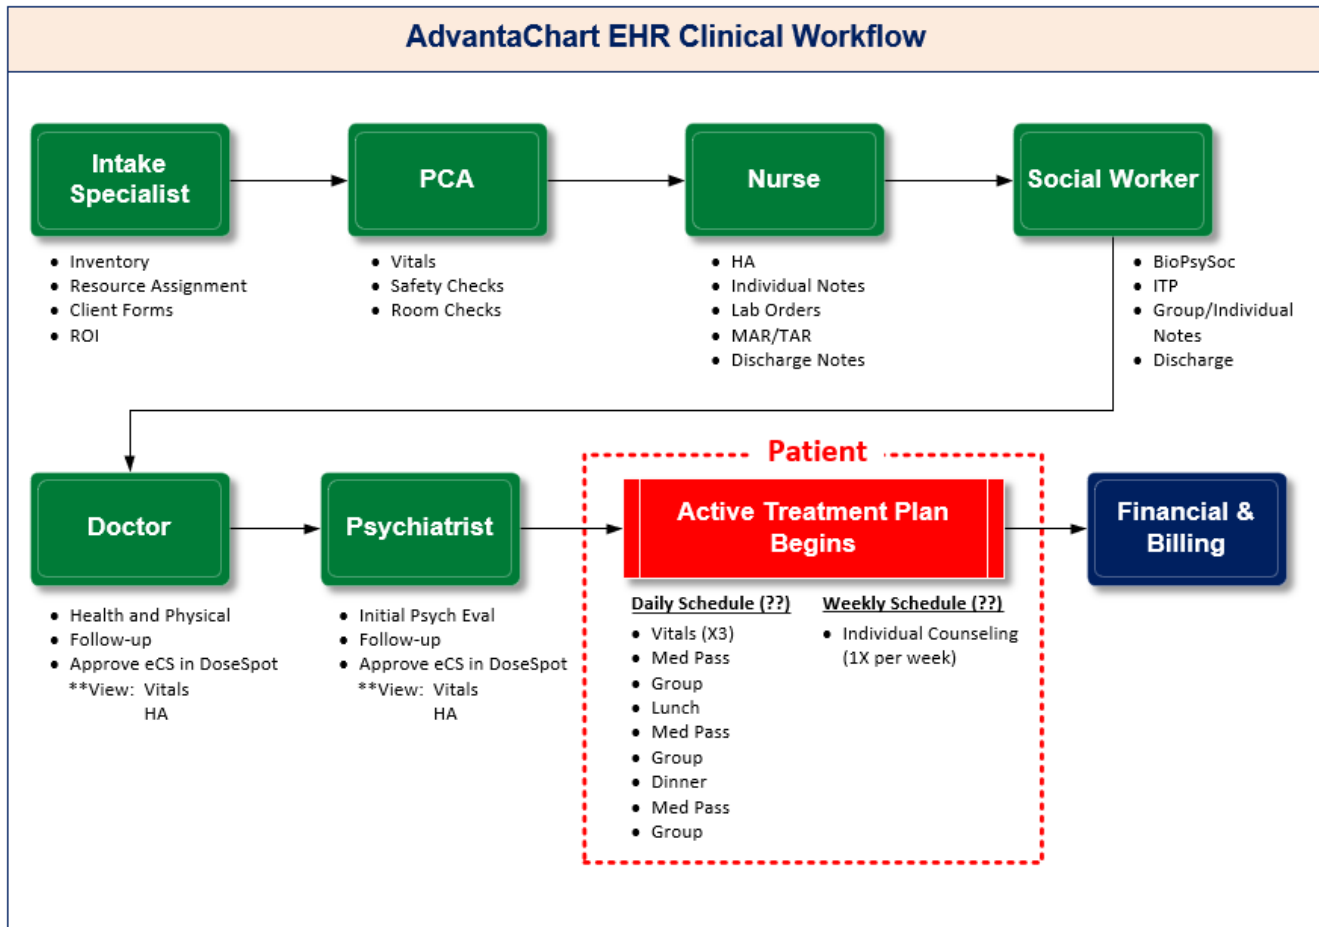 AdvantaChart EHR Clinical Workflow
Intake
Specialist
PCA
Nurse
Social Worker
● Inventory
● Resource Assignment
● Client Forms
● ROI
● Vitals
● Safety Checks
● Room Checks
● HA
● Individual Notes
● Lab Orders
● MAR/TAR
● Discharge Notes
● BioPsySoc
● ITP
● Group/Individual
Notes
● Discharge
Doctor
Psychiatrist
Patient
Active Treatment Plan
Begins
Financial &
Billing
● Health and Physical
● Follow-up
● Approve eCS in DoseSpot
**View: Vitals
HA
● Initial Psych Eval
● Follow-up
● Approve eCS in DoseSpot
**View: Vitals
HA
Daily Schedule (??)
● Vitals (X3)
● Med Pass
● Group
● Lunch
● Med Pass
● Group
● Dinner
● Med Pass
● Group
Weekly Schedule (??)
● Individual Counseling
(1X per week)